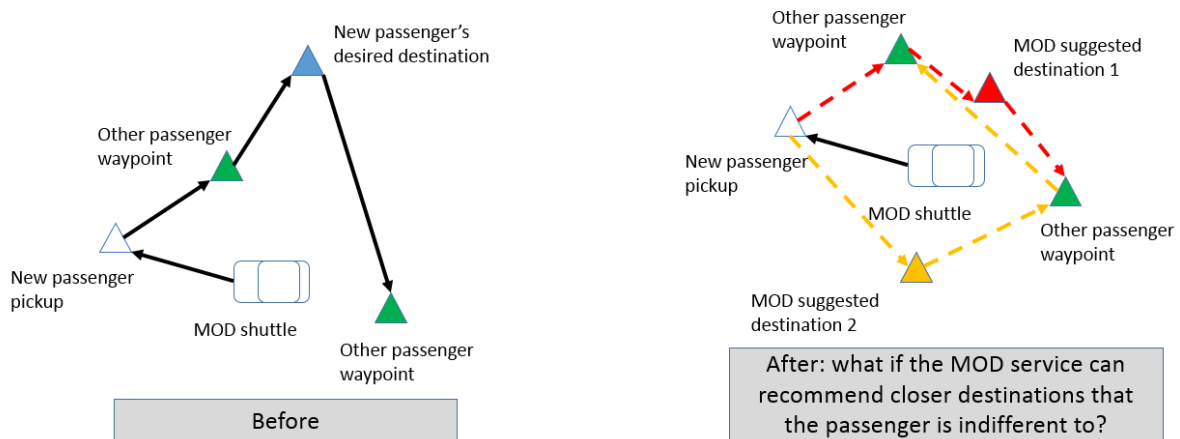 New passenger's
desired destination
Other passenger
waypoint
New passenger
pickup
MOD shuttle
Other passenger
waypoint
Before
Other passenger
waypoint
MOD suggested
destination 1
New passenger
pickup
MOD shuttle
Other passenger
waypoint
MOD suggested
destination 2
After: what if the MOD service can
recommend closer destinations that
the passenger is indifferent to?